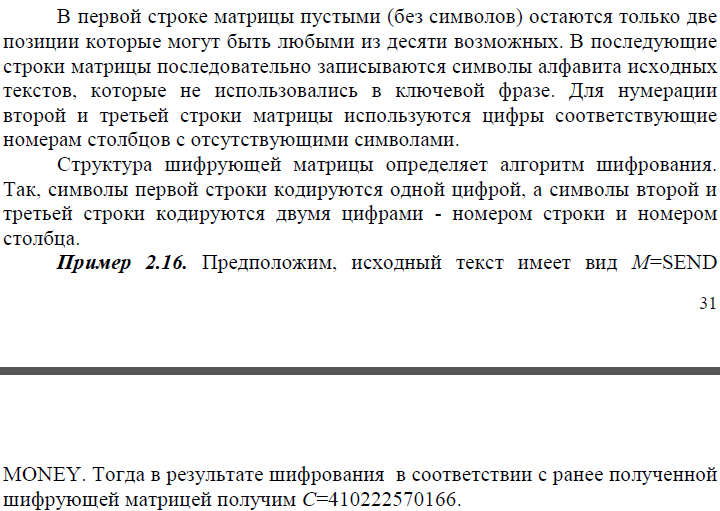 В первой строке матрицы пустыми (без символов) остаются только две
позиции которые могут быть любыми из десяти возможных. В последующие
строки матрицы последовательно записываются символы алфавита исходных
текстов, которые не использовались в ключевой фразе. Для нумерации
второй и третьей строки матрицы используются цифры соответствующие
номерам столбцов с отсутствующими символами.
Структура шифрующей матрицы определяет алгоритм шифрования.
Так, символы первой строки кодируются одной цифрой, а символы второй и
третьей строки кодируются двумя цифрами - номером строки и номером
столбца.
Пример 2.16. Предположим, исходный текст имеет вид M=SEND
31
MONEY. Тогда в результате шифрования в соответствии с ранее полученной
шифрующей матрицей получим C=410222570166.